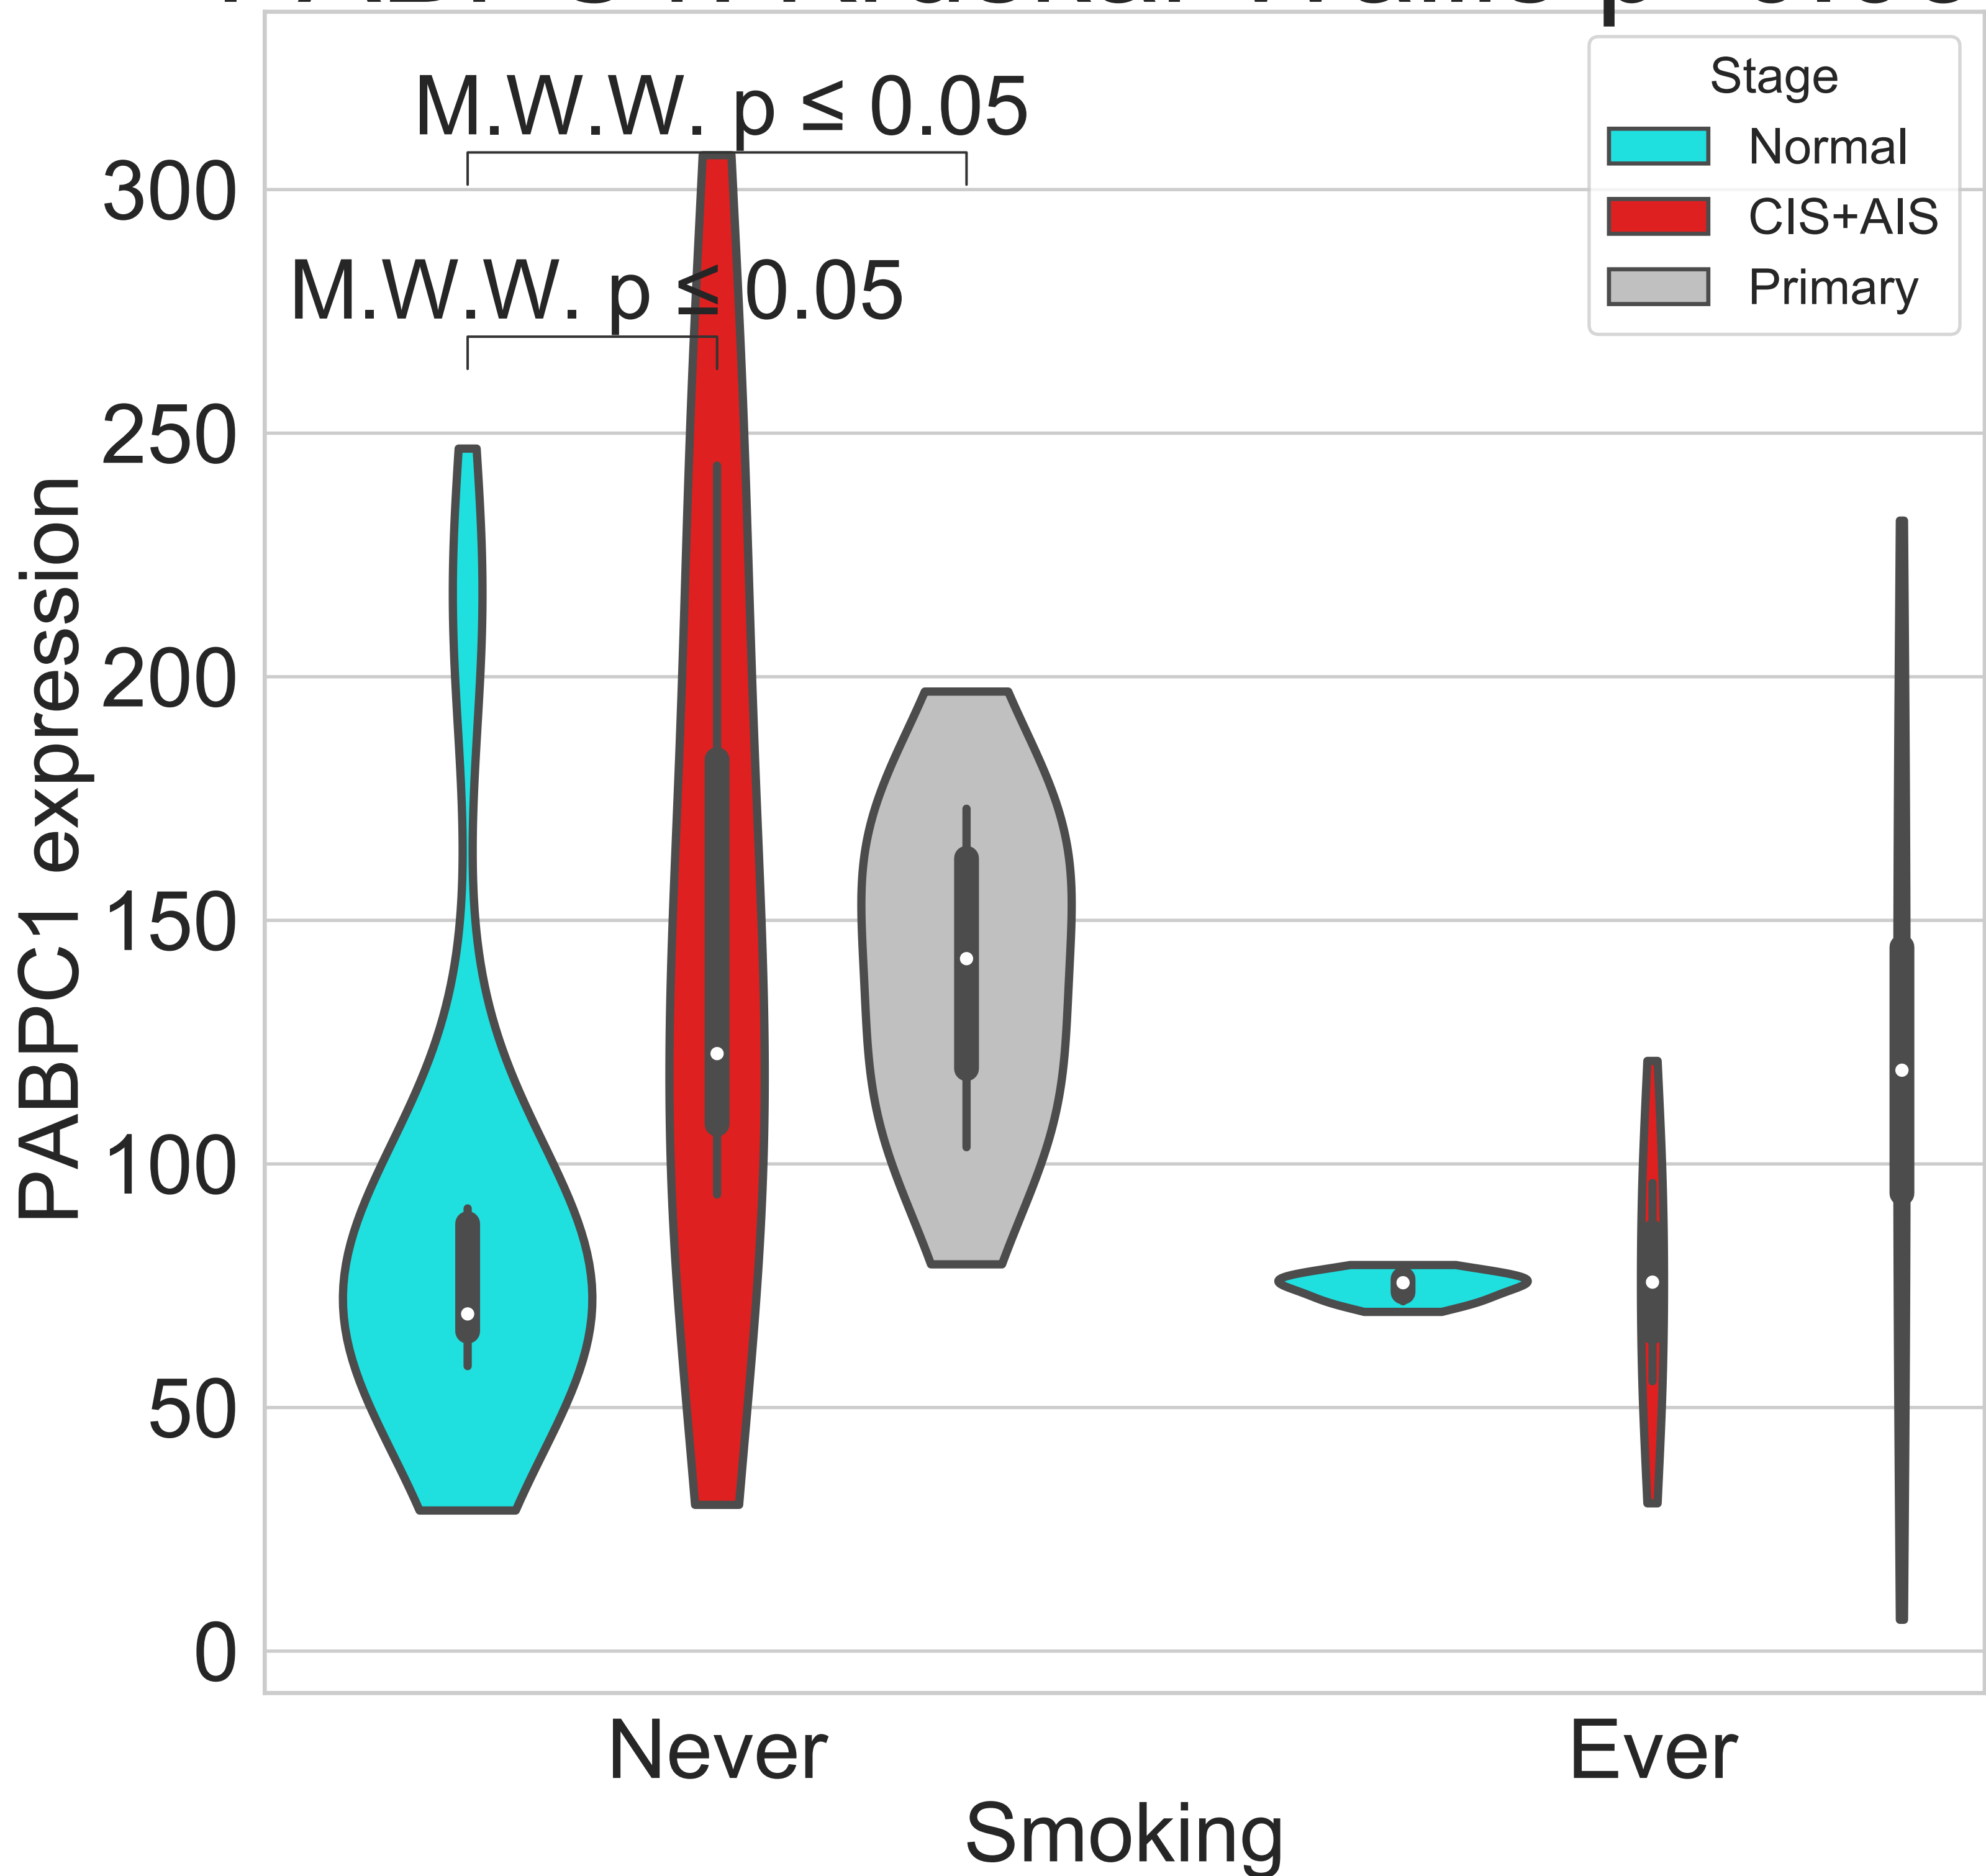 M.W.W. p ≤ 0.05
M.W.W. p ≤ 0.05
Stage
Normal
CIS+AIS
Primary
300
250
200
150
100
50
0
PABPC1 expression
Never
Ever
Smoking